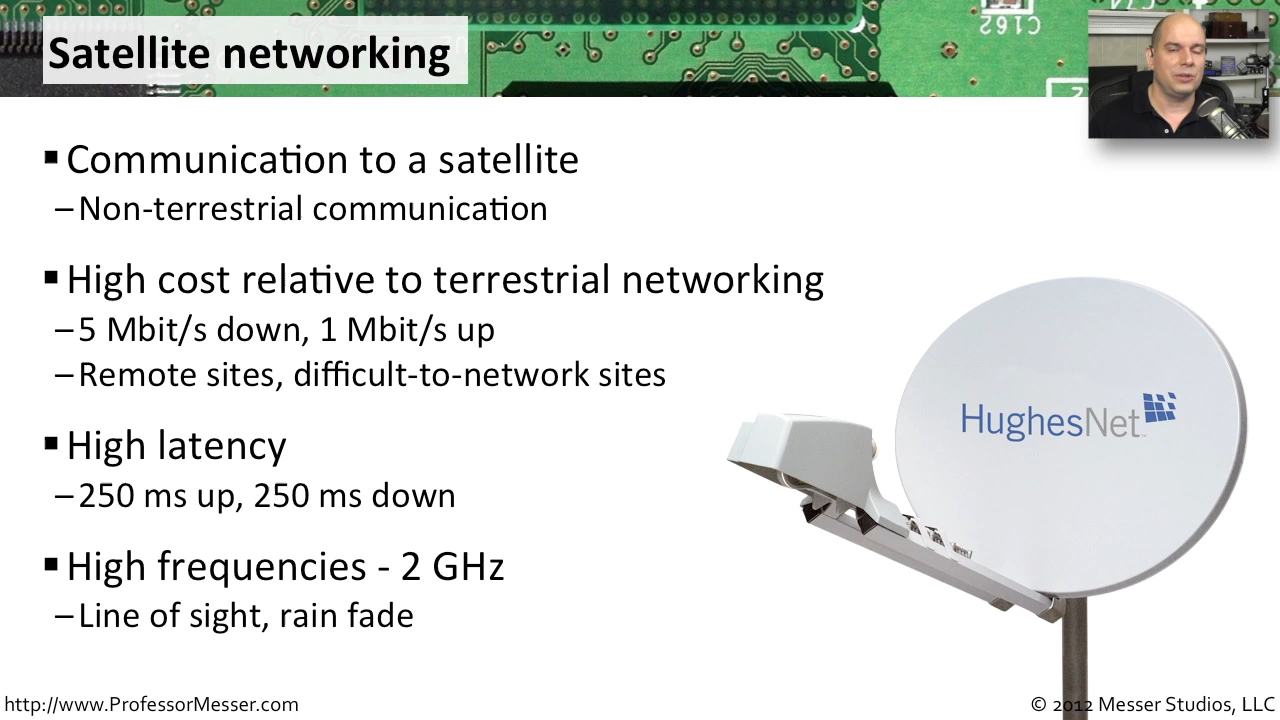 C162
C74
Satellite networking
▪ Communication to a satellite
– Non-terrestrial communication
▪ High cost relative to terrestrial networking
– 5 Mbit/s down, 1 Mbit/s up
– Remote sites, difficult-to-network sites
▪ High latency
– 250 ms up, 250 ms down
▪ High frequencies - 2 GHz
– Line of sight, rain fade
HughesNet
http://www.ProfessorMesser.com
© 2012 Messer Studios, LLC